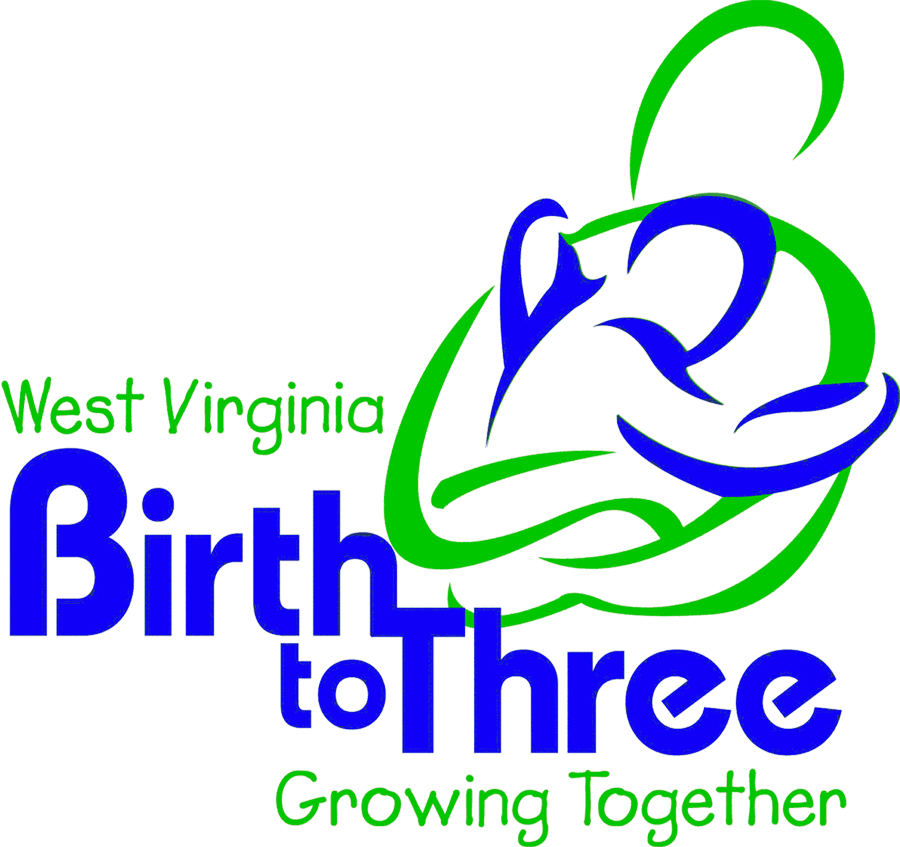 West Virginia
Birth
to Three
Growing Together